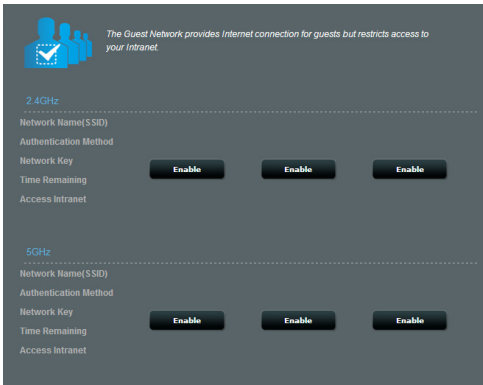 The Guest Network provides Internet connection for guests but restricts access to
your Intranet.
2.4GHz
Network Name(SSID)
Authentication Method
Network Key
Enable Enable Enable
Time Remaining
Access Intranet
5GHz
Network Name(SSID)
Authentication Method
Network Key
Enable Enable Enable
Time Remaining
Access Intranet